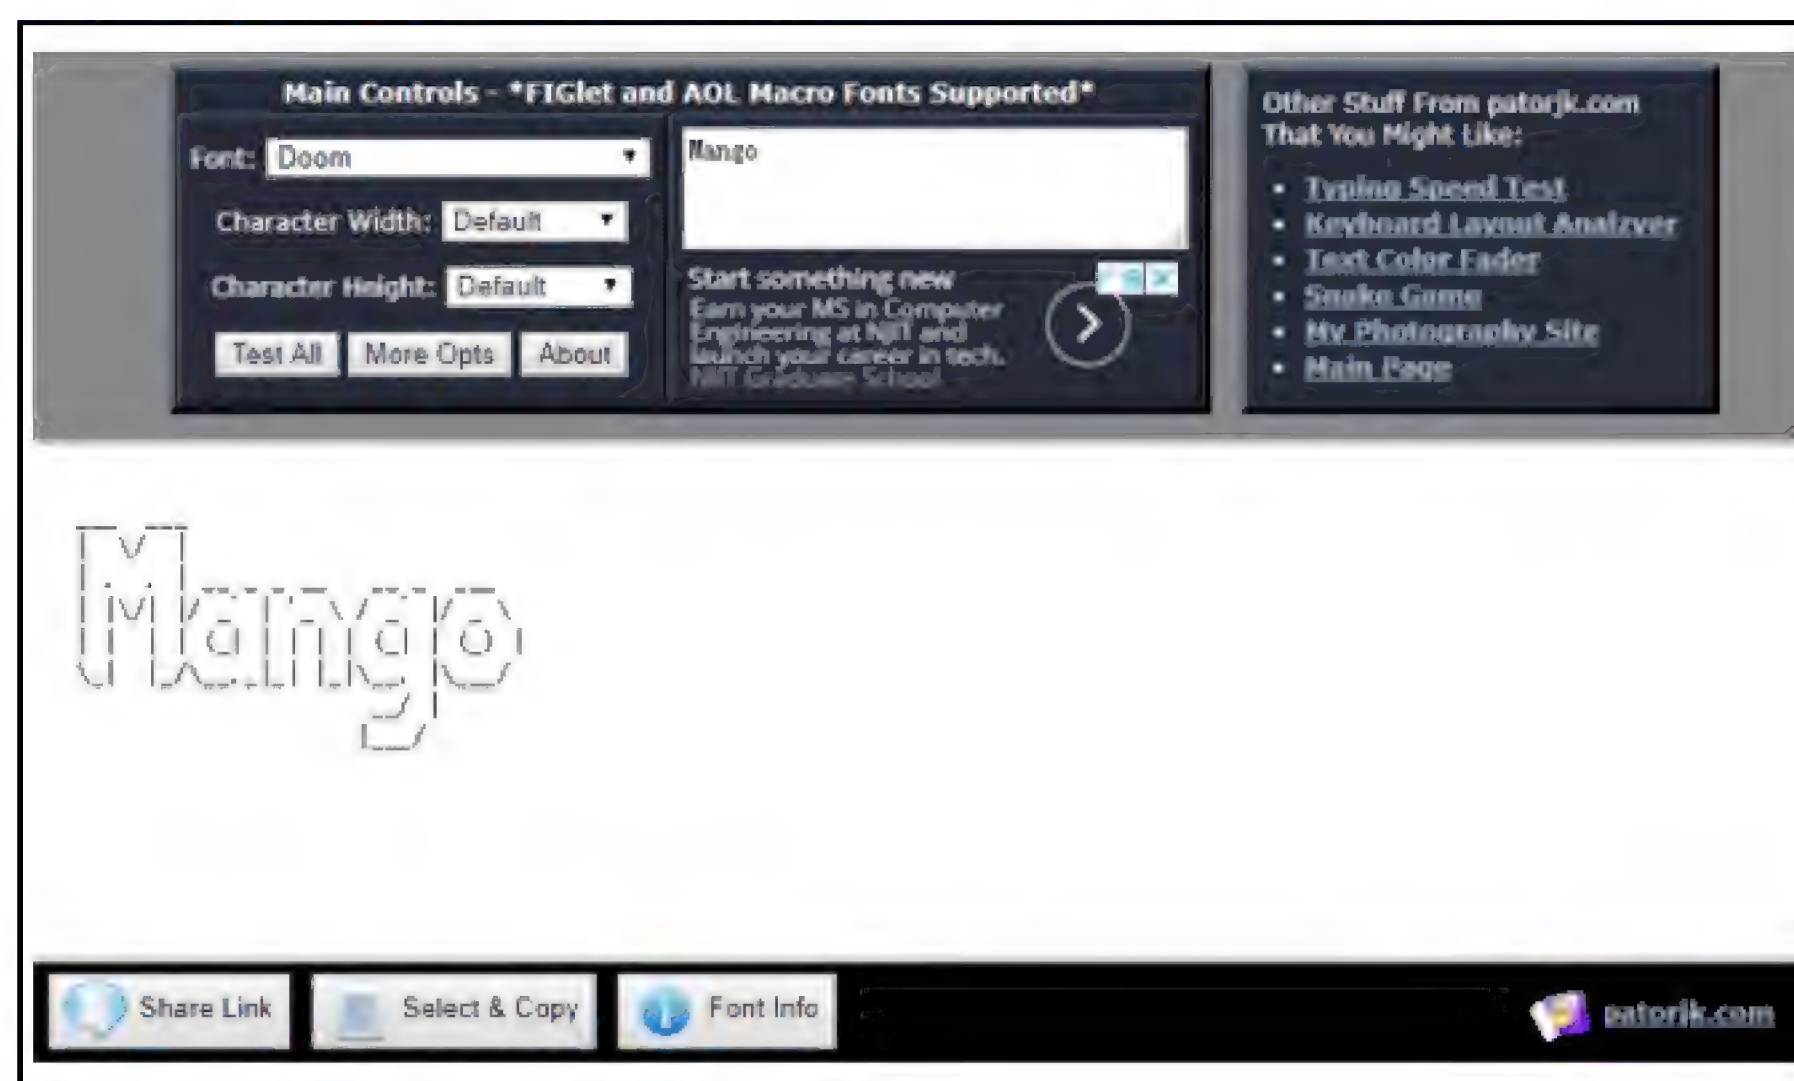 Main Controls - *FIGlet and AOL Macro Fonts Supported*
Font: Doom
Character Width: Default
Character Height: Default
Test All More Opts About
Mango
Start something new
Earn your MS in Computer
Engineering at NJIT and
launch your career in tech.
NJIT Graduate School
Other Stuff From patorjk.com
That You Might Like:
• Typing Speed Test
• Keyboard Layout Analzyer
• Text Color Fader
• Snake Game
• My Photography Site
• Main Page
Mango
Share Link Select & Copy Font Info patorjk.com